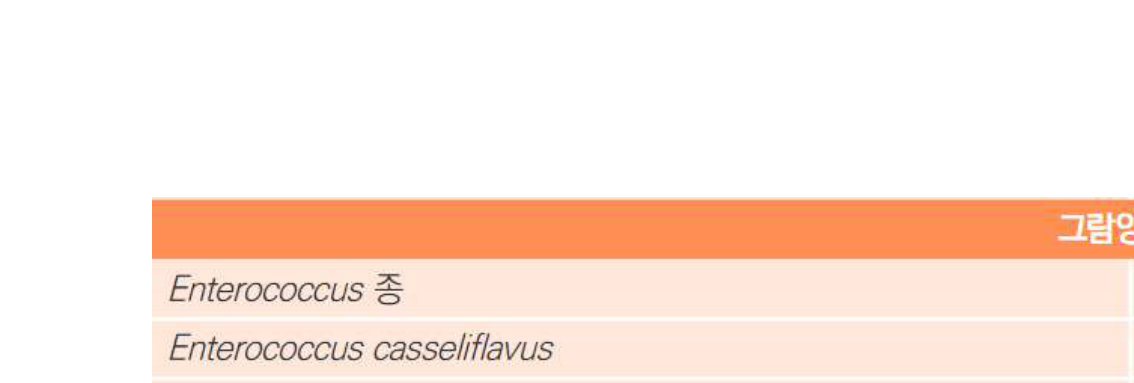 그람양
Enterococcus 종
Enterococcus casseliflavus